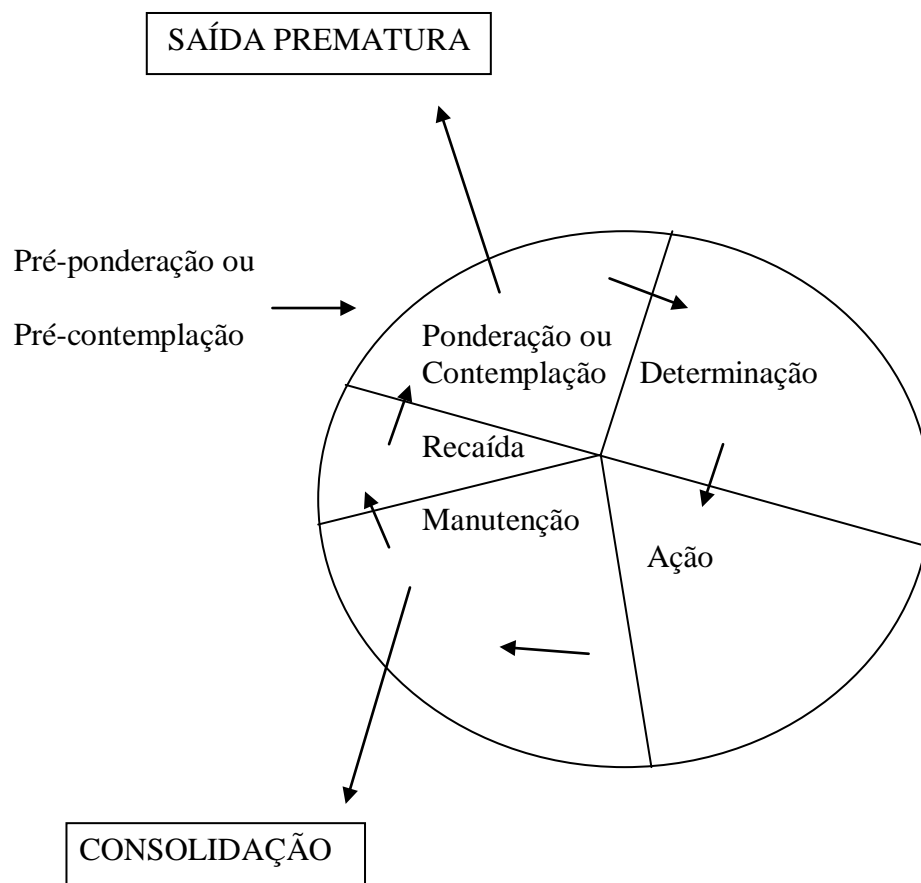 SAÍDA PREMATURA
Pré-ponderação ou
Pré-contemplação
Ponderação ou
Contemplação
Determinação
Recaída
Manutenção
Ação
CONSOLIDAÇÃO